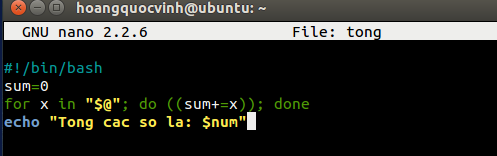 hoangquocvinh@ubuntu: ~
GNU nano 2.2.6 File: tong
#!/bin/bash
sum=0
for x in "$@"; do ((sum+=x)); done
echo "Tong cac so la: $num"